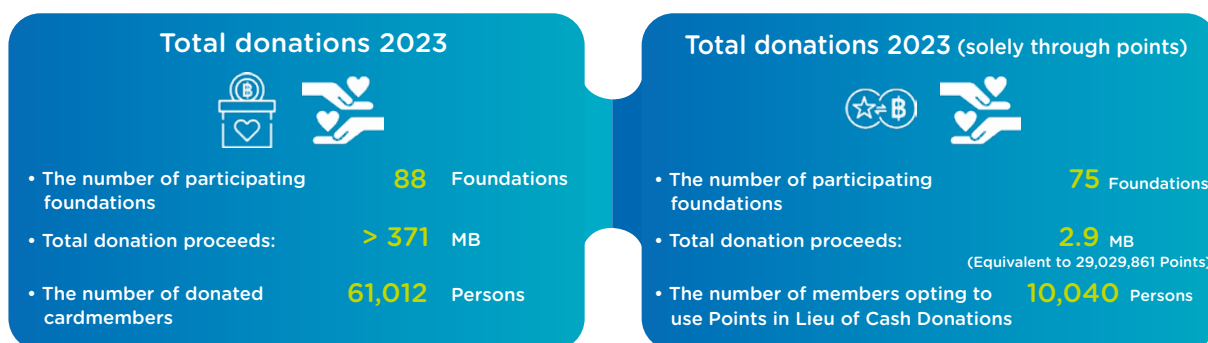 Total donations 2023
• The number of participating
foundations
88 Foundations
• Total donation proceeds:
> 371 MB
• The number of donated
cardmembers
61,012 Persons
Total donations 2023 (solely through points)
• The number of participating
foundations
75 Foundations
• Total donation proceeds:
2.9 MB
(Equivalent to 29,029,861 Points)
• The number of members opting to
use Points in Lieu of Cash Donations
10,040 Persons